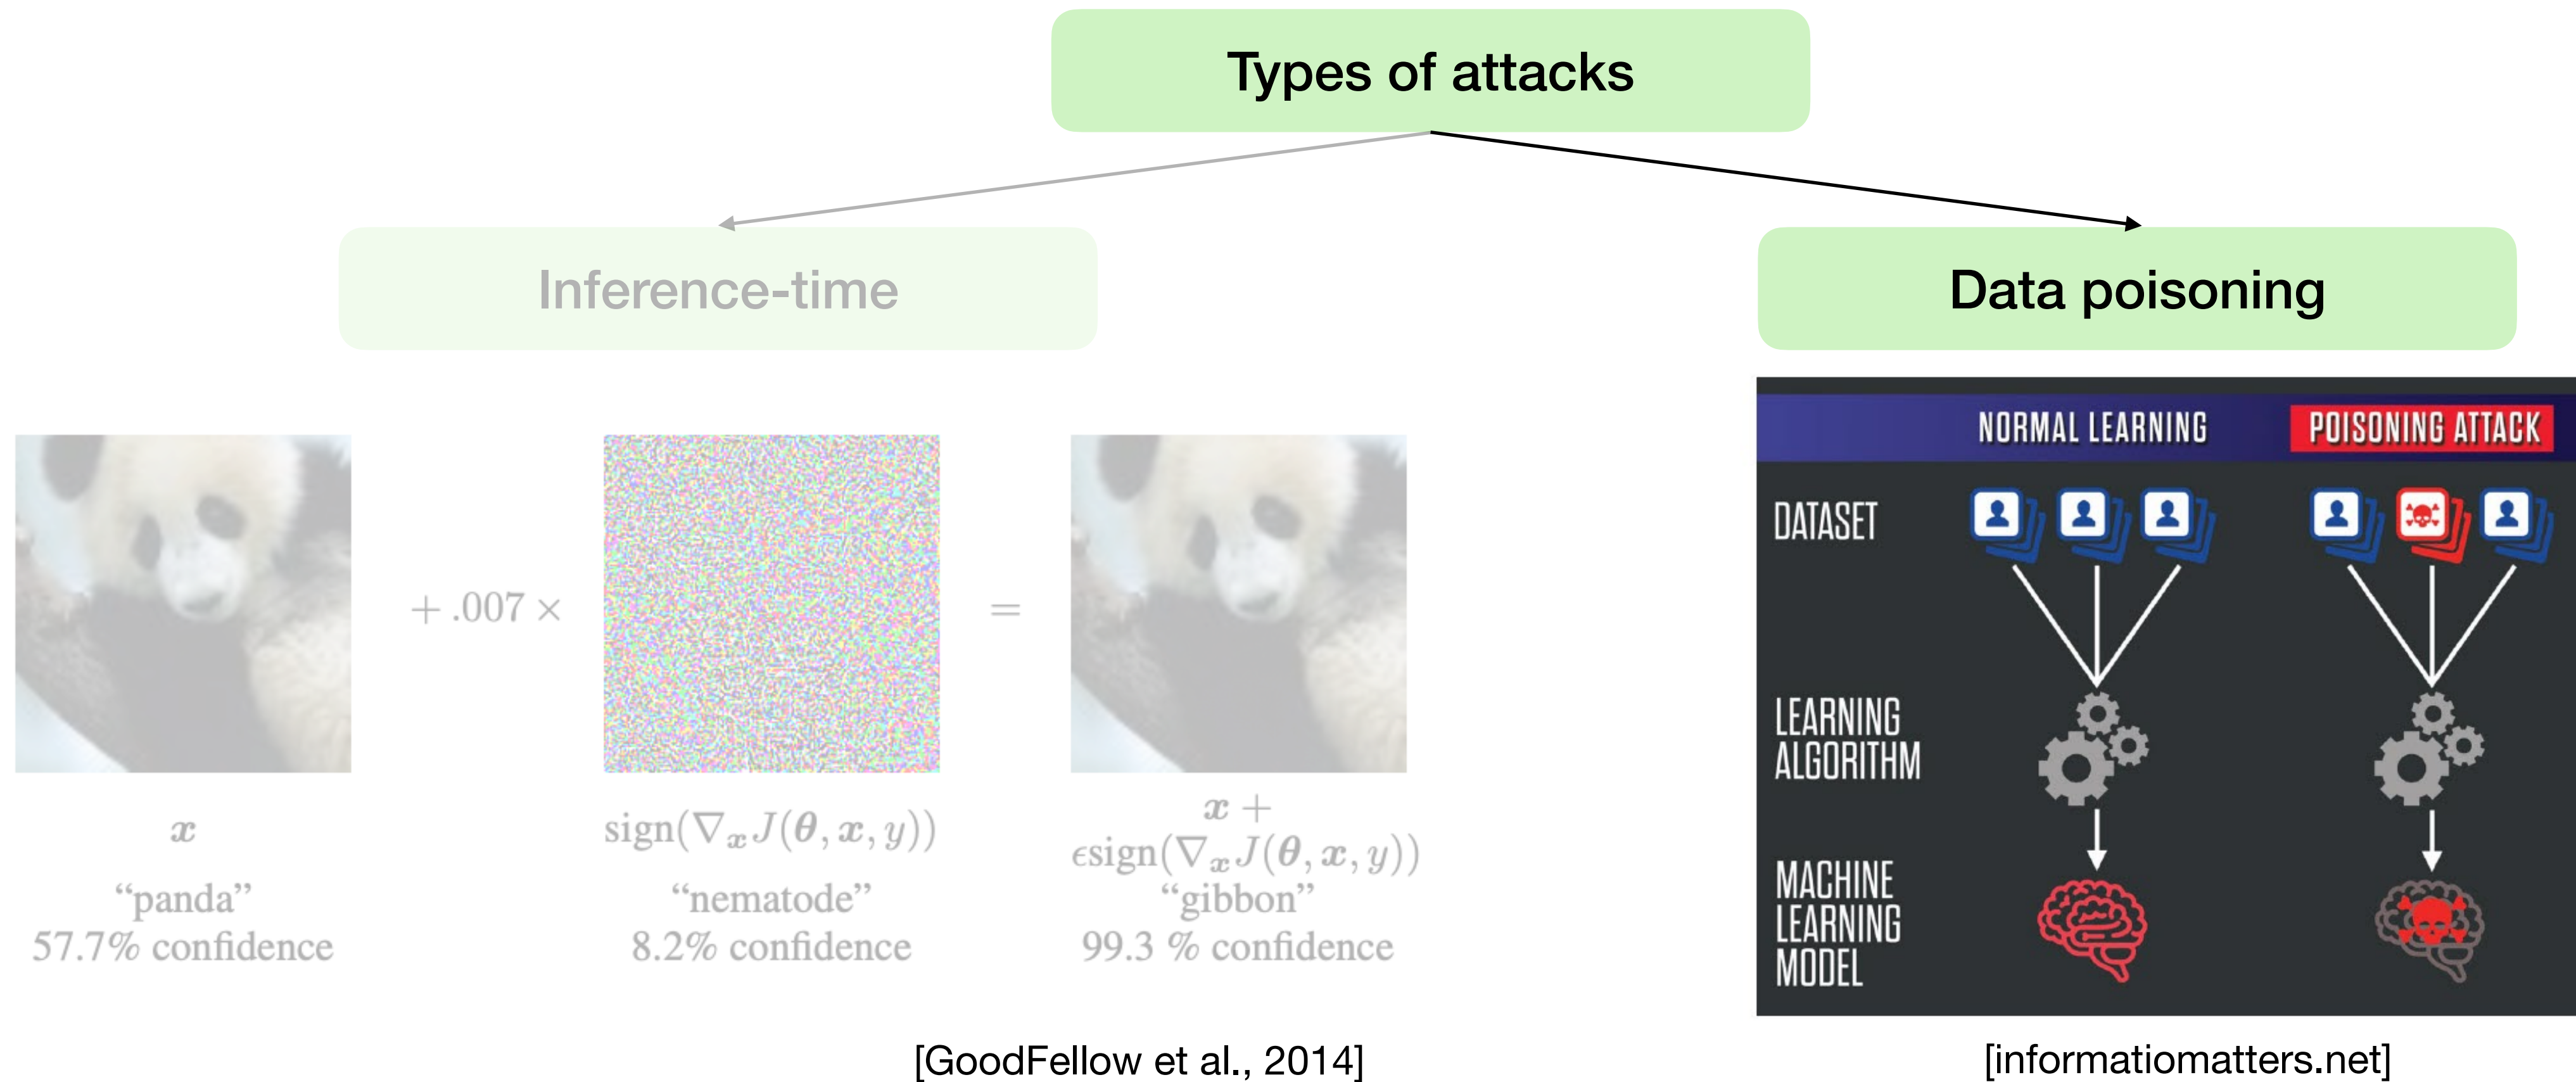 Types of attacks
Inference-time
Data poisoning
+ .007 ×
=
x
“panda”
57.7% confidence
sign(∇ₓJ(θ, x, y))
“nematode”
8.2% confidence
x +
ϵsign(∇ₓJ(θ, x, y))
“gibbon”
99.3 % confidence
[GoodFellow et al., 2014]
NORMAL LEARNING
POISONING ATTACK
DATASET
LEARNING
ALGORITHM
MACHINE
LEARNING
MODEL
[informatiomatters.net]